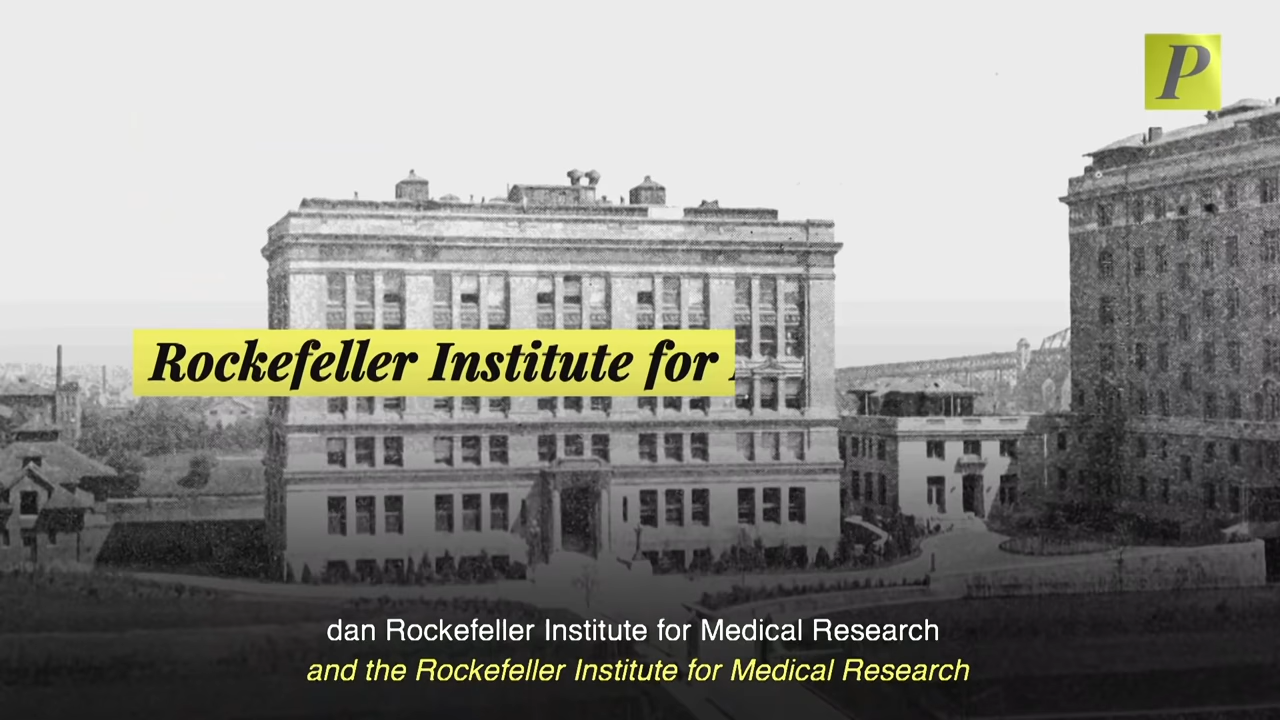 P
Rockefeller Institute for
dan Rockefeller Institute for Medical Research
and the Rockefeller Institute for Medical Research